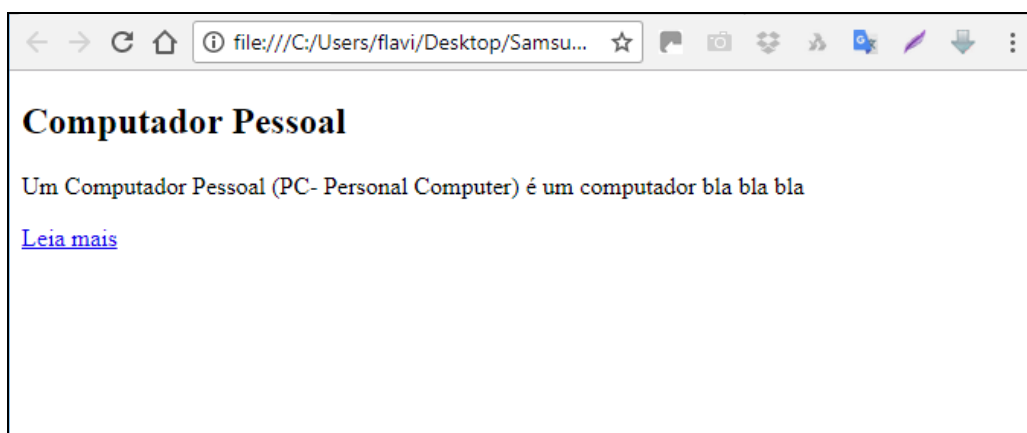 file:///C:/Users/flavi/Desktop/Samsu...
Computador Pessoal
Um Computador Pessoal (PC- Personal Computer) é um computador bla bla bla
Leia mais